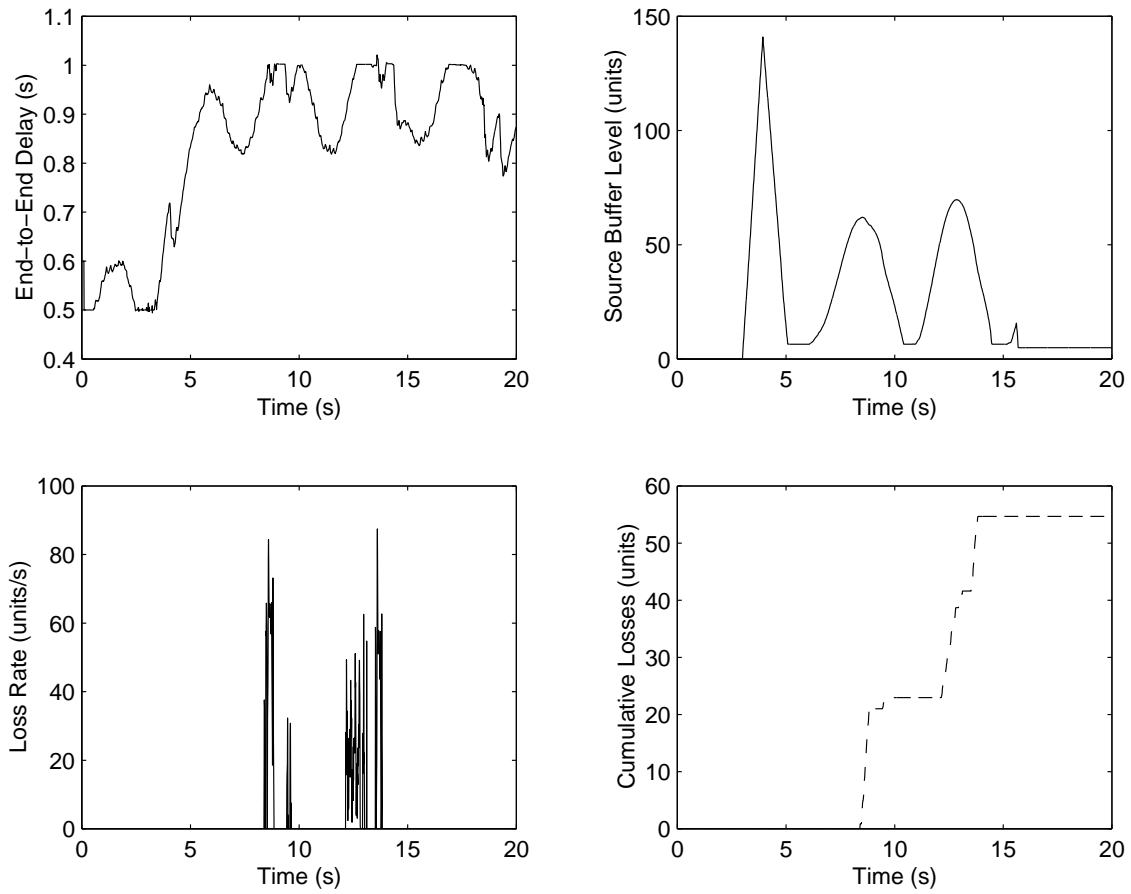 1.1
1
0.9
0.8
0.7
0.6
0.5
0.4
0 5 10 15 20
End−to−End Delay (s)
Time (s)
150
100
50
0
0 5 10 15 20
Source Buffer Level (units)
Time (s)
100
80
60
40
20
0
0 5 10 15 20
Loss Rate (units/s)
Time (s)
60
50
40
30
20
10
0
0 5 10 15 20
Cumulative Losses (units)
Time (s)